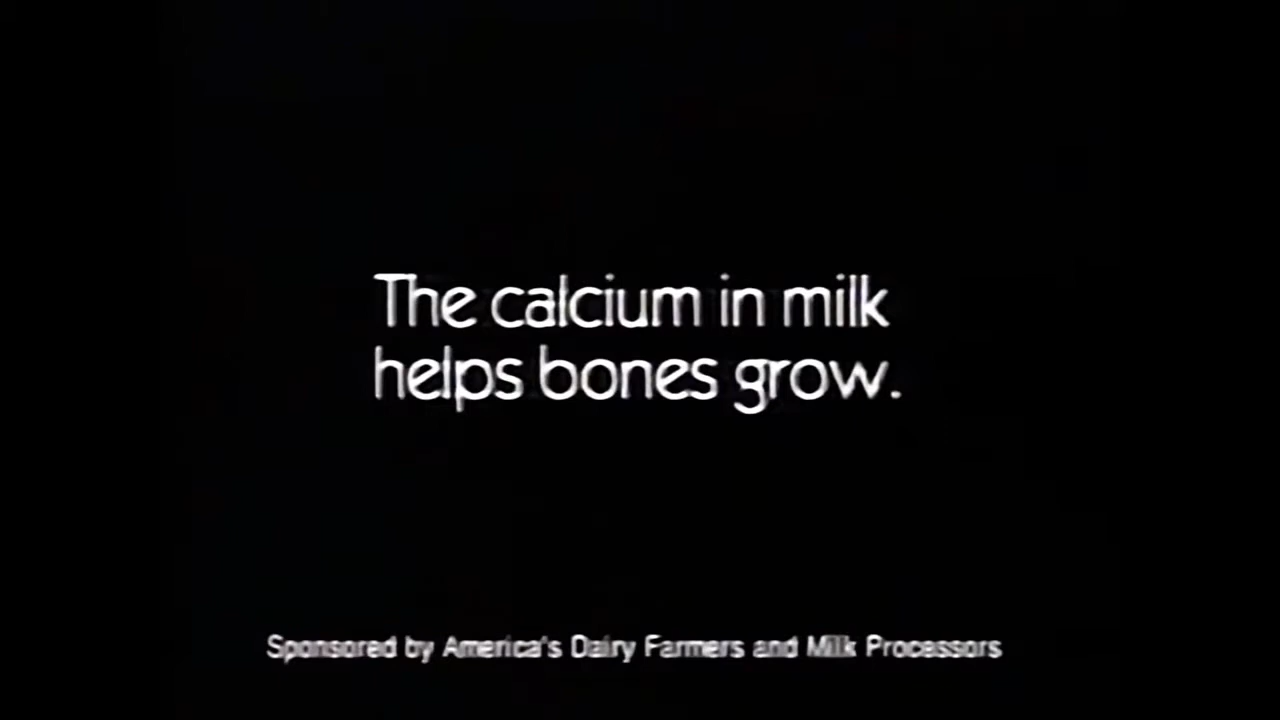 The calcium in milk
helps bones grow.
Sponsored by America's Dairy Farmers and Milk Processors